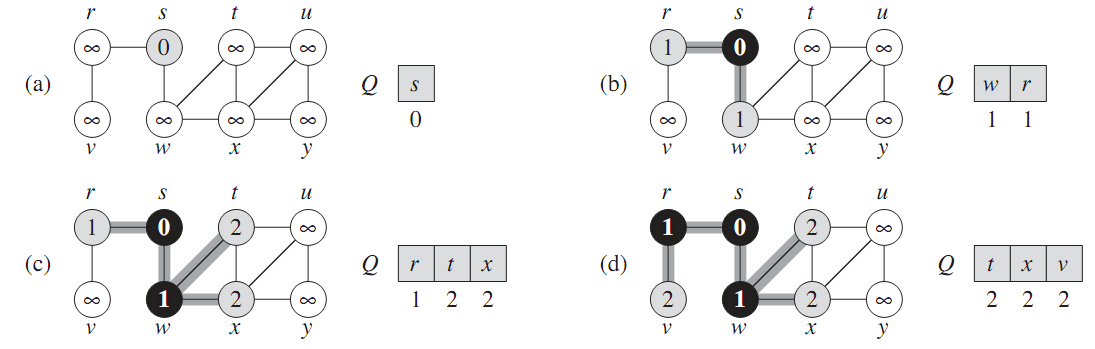 r s t u r s t u
(a) ∞ 0 ∞ ∞ Q s (b) 1 0 ∞ ∞ Q w r
∞ ∞ ∞ ∞ 0 ∞ 1 ∞ ∞ 1 1
v w x y v w x y
r s t u r s t u
(c) 1 0 2 ∞ Q r t x (d) 1 0 2 ∞ Q t x v
∞ 1 2 ∞ 1 2 2 2 1 2 ∞ 2 2 2
v w x y v w x y